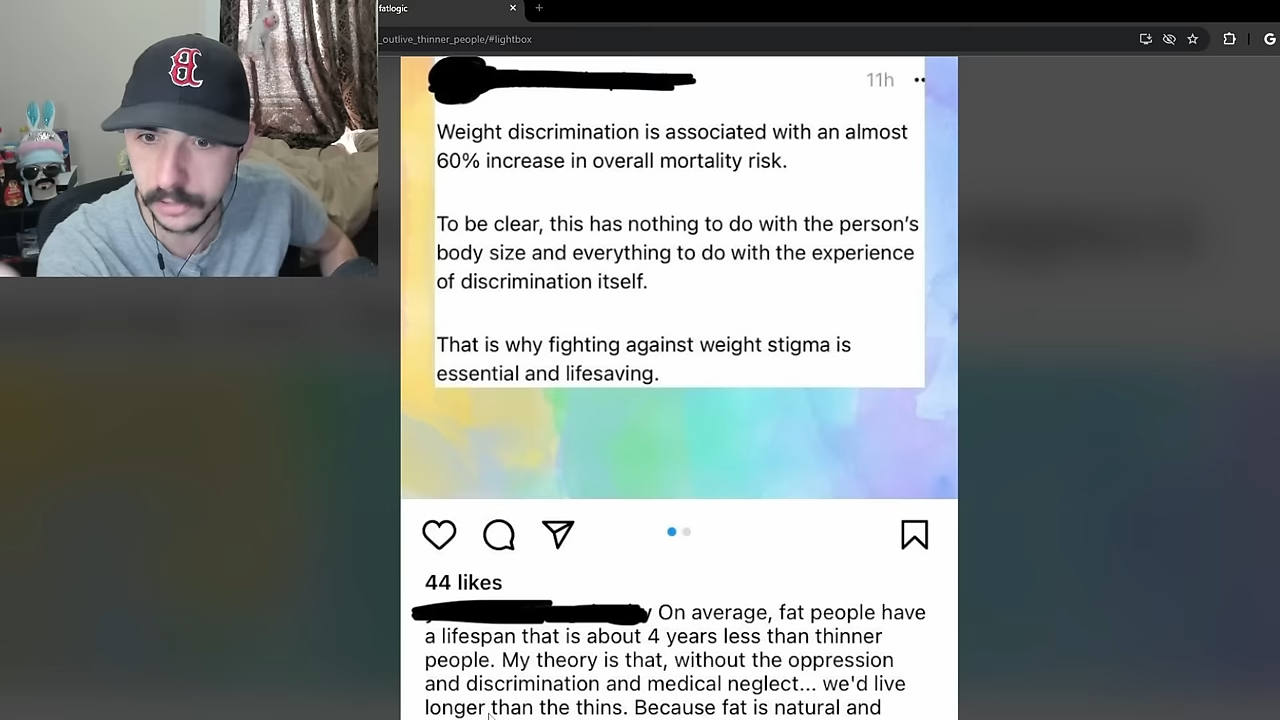 fatlogic
_outlive_thinner_people/#lightbox
11h
Weight discrimination is associated with an almost
60% increase in overall mortality risk.
To be clear, this has nothing to do with the person's
body size and everything to do with the experience
of discrimination itself.
That is why fighting against weight stigma is
essential and lifesaving.
44 likes
On average, fat people have
a lifespan that is about 4 years less than thinner
people. My theory is that, without the oppression
and discrimination and medical neglect... we'd live
longer than the thins. Because fat is natural and